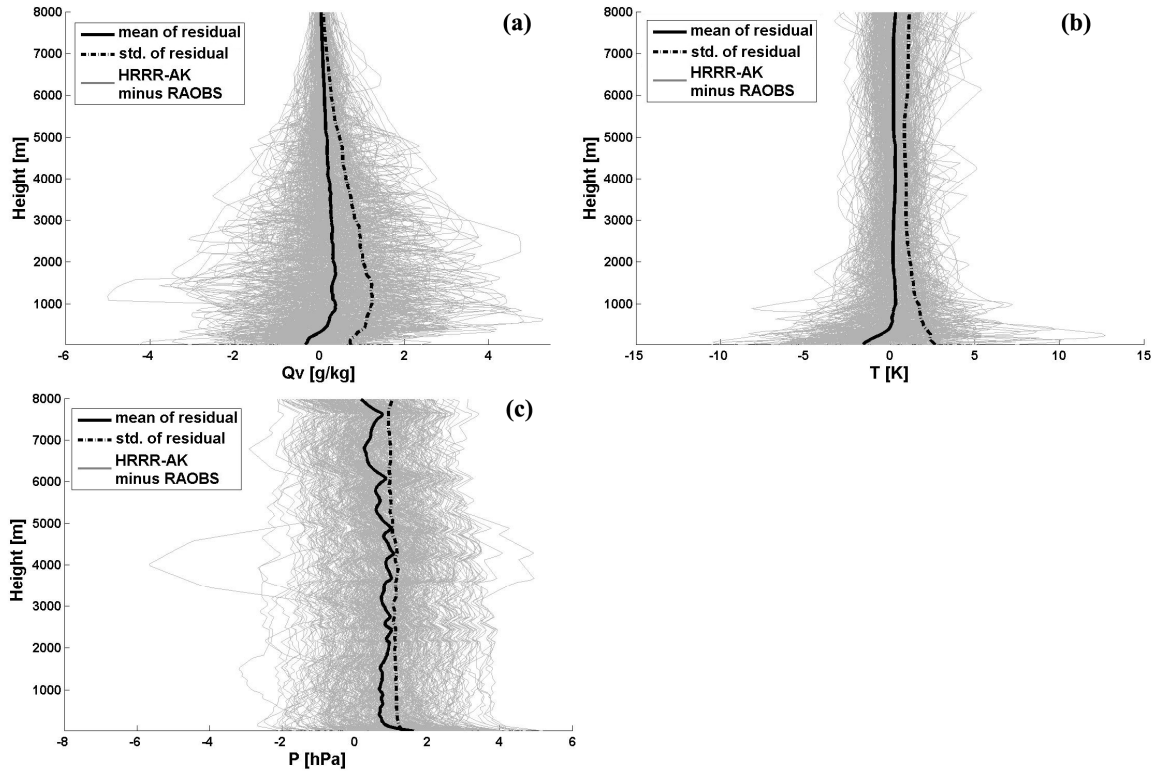 (a)
mean of residual
std. of residual
HRRR-AK
minus RAOBS
8000
7000
6000
5000
4000
3000
2000
1000
Height [m]
-6
-4
-2
0
2
4
Qv [g/kg]
(b)
mean of residual
std. of residual
HRRR-AK
minus RAOBS
8000
7000
6000
5000
4000
3000
2000
1000
Height [m]
-15
-10
-5
0
5
10
15
T [K]
(c)
mean of residual
std. of residual
HRRR-AK
minus RAOBS
8000
7000
6000
5000
4000
3000
2000
1000
Height [m]
-8
-6
-4
-2
0
2
4
6
P [hPa]